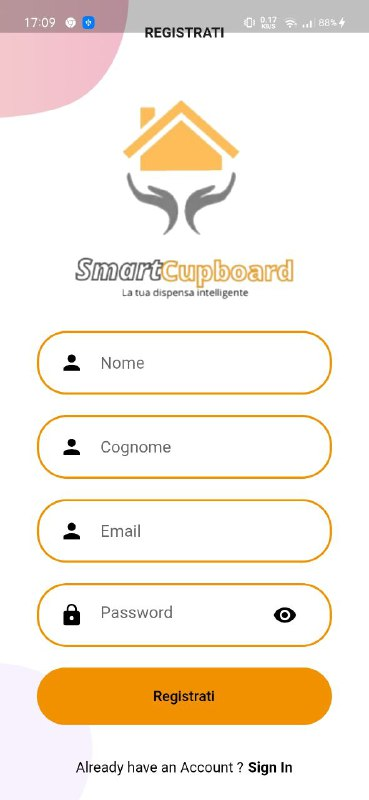 17:09
0.17
KB/S
88%
REGISTRATI
SmartCupboard
La tua dispensa intelligente
Nome
Cognome
Email
Password
Registrati
Already have an Account ? Sign In